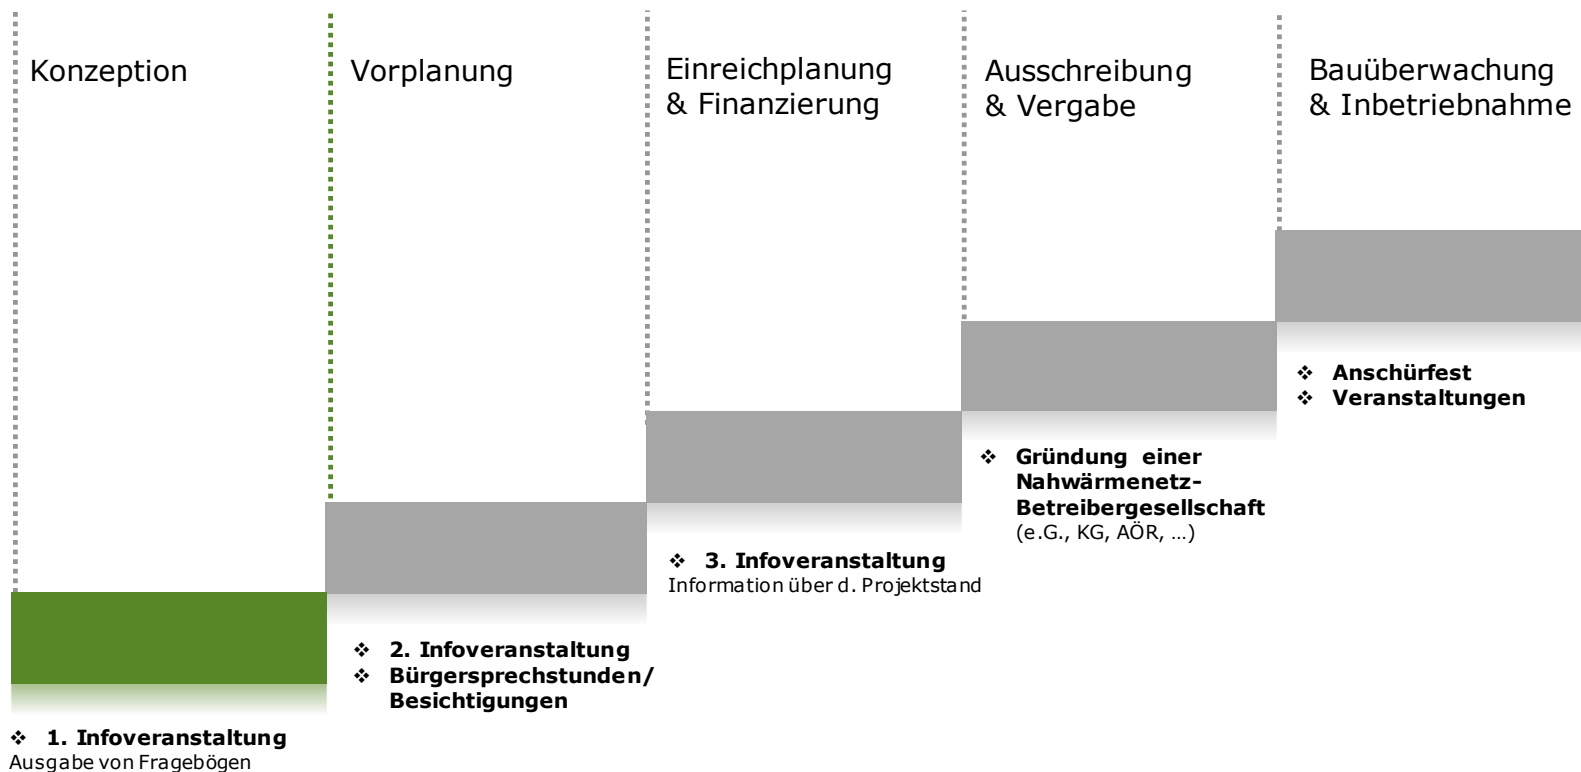 Konzeption
Vorplanung
Einreichplanung
& Finanzierung
Ausschreibung
& Vergabe
Bauüberwachung
& Inbetriebnahme
❖ 1. Infoveranstaltung
Ausgabe von Fragebögen
❖ 2. Infoveranstaltung
❖ Bürgersprechstunden/
Besichtigungen
❖ 3. Infoveranstaltung
Information über d. Projektstand
❖ Gründung einer
Nahwärmenetz-
Betreibergesellschaft
(e.G., KG, AÖR, …)
❖ Anschürfest
❖ Veranstaltungen